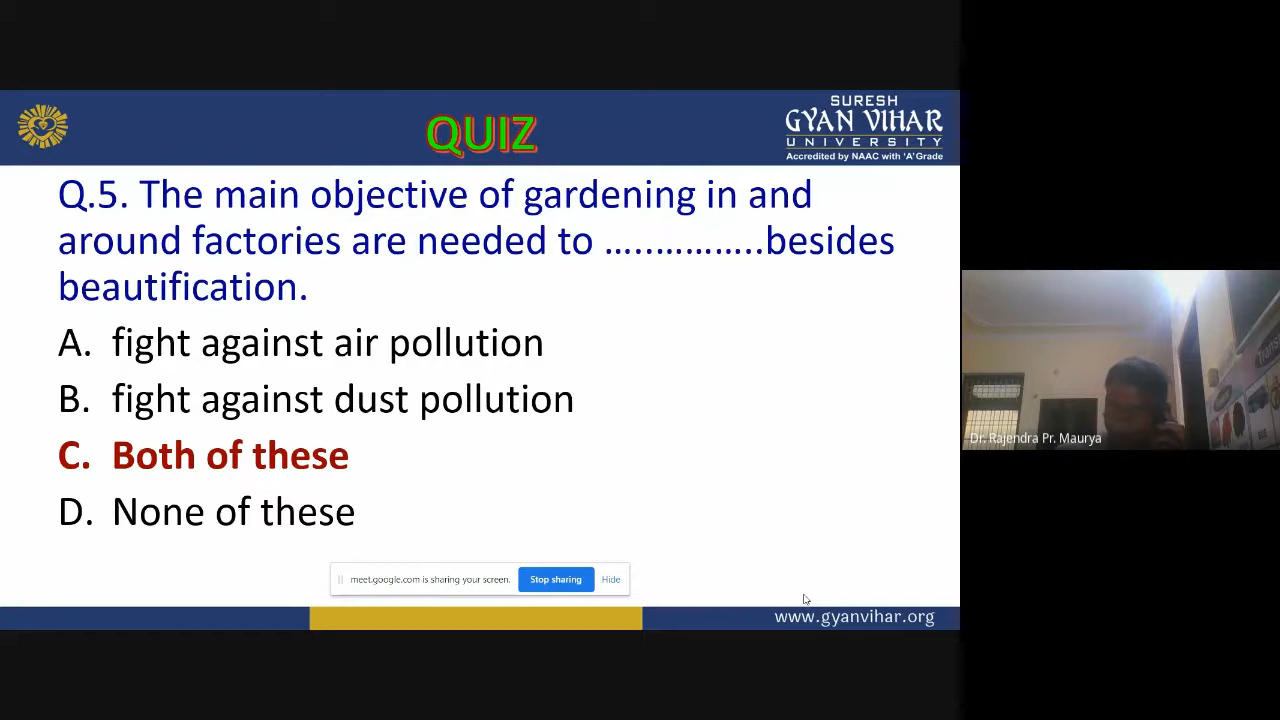 QUIZ
SURESH
GYAN VIHAR
UNIVERSITY
Accredited by NAAC with 'A' Grade
Q.5. The main objective of gardening in and
around factories are needed to …..………..besides
beautification.
A. fight against air pollution
B. fight against dust pollution
C. Both of these
D. None of these
meet.google.com is sharing your screen. Stop sharing Hide
www.gyanvihar.org
Dr. Rajendra Pr. Maurya